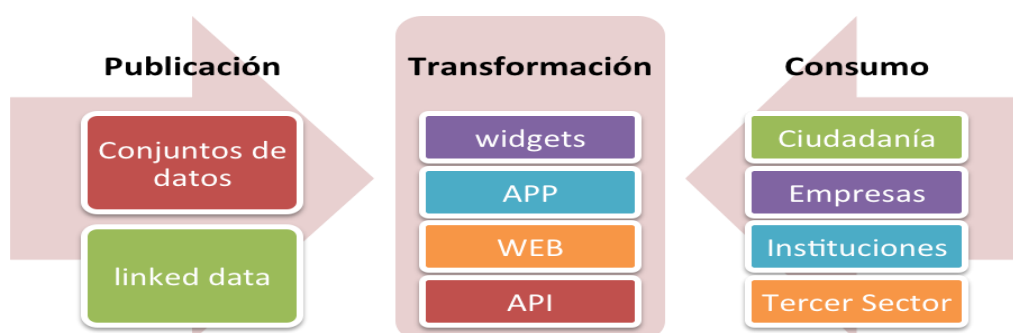 Publicación
Conjuntos de
datos
linked data
Transformación
widgets
APP
WEB
API
Consumo
Ciudadanía
Empresas
Instituciones
Tercer Sector